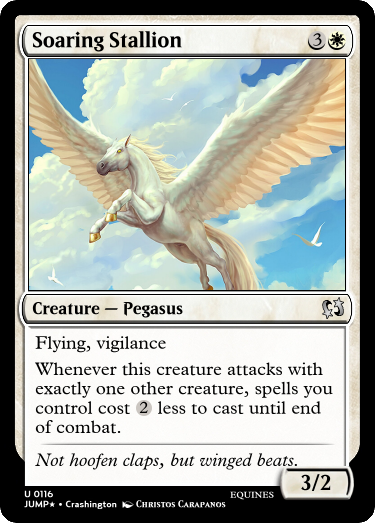 Soaring Stallion 3
Creature — Pegasus
Flying, vigilance
Whenever this creature attacks with
exactly one other creature, spells you
control cost 2 less to cast until end
of combat.
Not hoofen claps, but winged beats.
3/2
U 0116 EQUINES
JUMP★ • Crashington Christos Carapanos